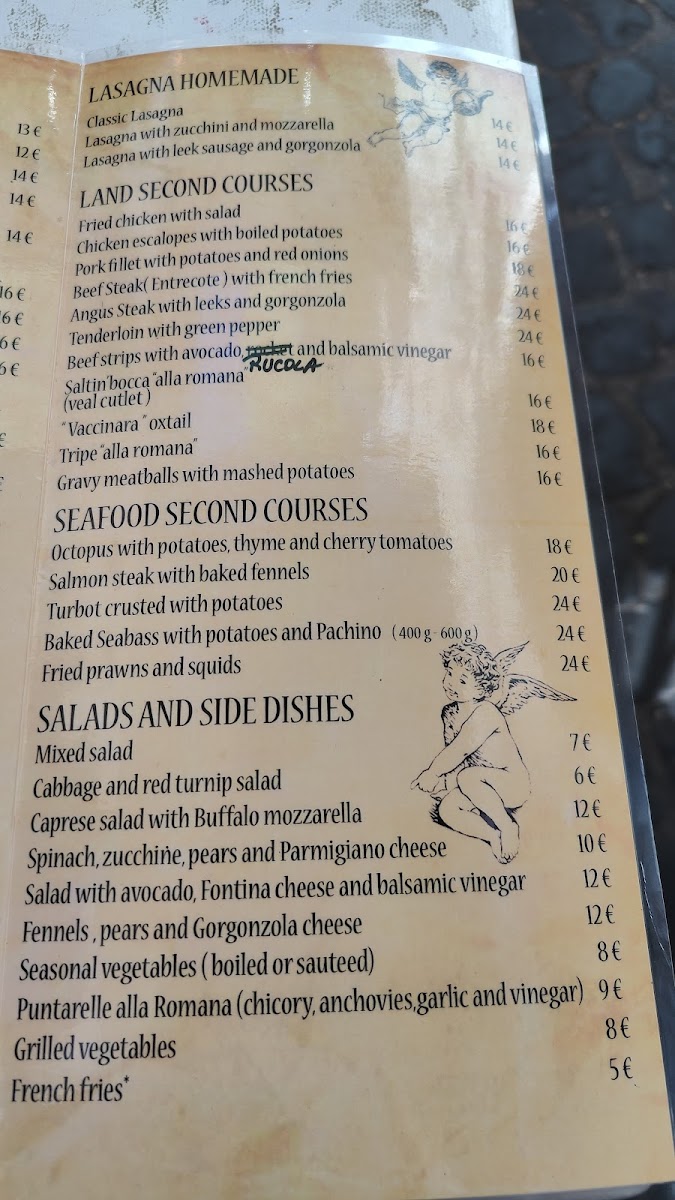 13 €
12 €
14 €
14 €
14 €
16 €
6 €
6 €
6 €
€
LASAGNA HOMEMADE
Classic Lasagna 14 €
Lasagna with zucchini and mozzarella 14 €
Lasagna with leek sausage and gorgonzola 14 €
LAND SECOND COURSES
Fried chicken with salad 16 €
Chicken escalopes with boiled potatoes 16 €
Pork fillet with potatoes and red onions 18 €
Beef Steak( Entrecote ) with french fries 24 €
Angus Steak with leeks and gorgonzola 24 €
Tenderloin with green pepper 24 €
Beef strips with avocado, rocket and balsamic vinegar 16 €
RUCOLA
Saltin'bocca "alla romana"
(veal cutlet ) 16 €
"Vaccinara" oxtail 18 €
Tripe "alla romana" 16 €
Gravy meatballs with mashed potatoes 16 €
SEAFOOD SECOND COURSES
Octopus with potatoes, thyme and cherry tomatoes 18 €
Salmon steak with baked fennels 20 €
Turbot crusted with potatoes 24 €
Baked Seabass with potatoes and Pachino ( 400 g - 600 g ) 24 €
Fried prawns and squids 24 €
SALADS AND SIDE DISHES
Mixed salad 7 €
Cabbage and red turnip salad 6 €
Caprese salad with Buffalo mozzarella 12 €
Spinach, zucchine, pears and Parmigiano cheese 10 €
Salad with avocado, Fontina cheese and balsamic vinegar 12 €
Fennels , pears and Gorgonzola cheese 12 €
Seasonal vegetables ( boiled or sauteed) 8 €
Puntarelle alla Romana (chicory, anchovies,garlic and vinegar) 9 €
Grilled vegetables 8 €
French fries* 5 €